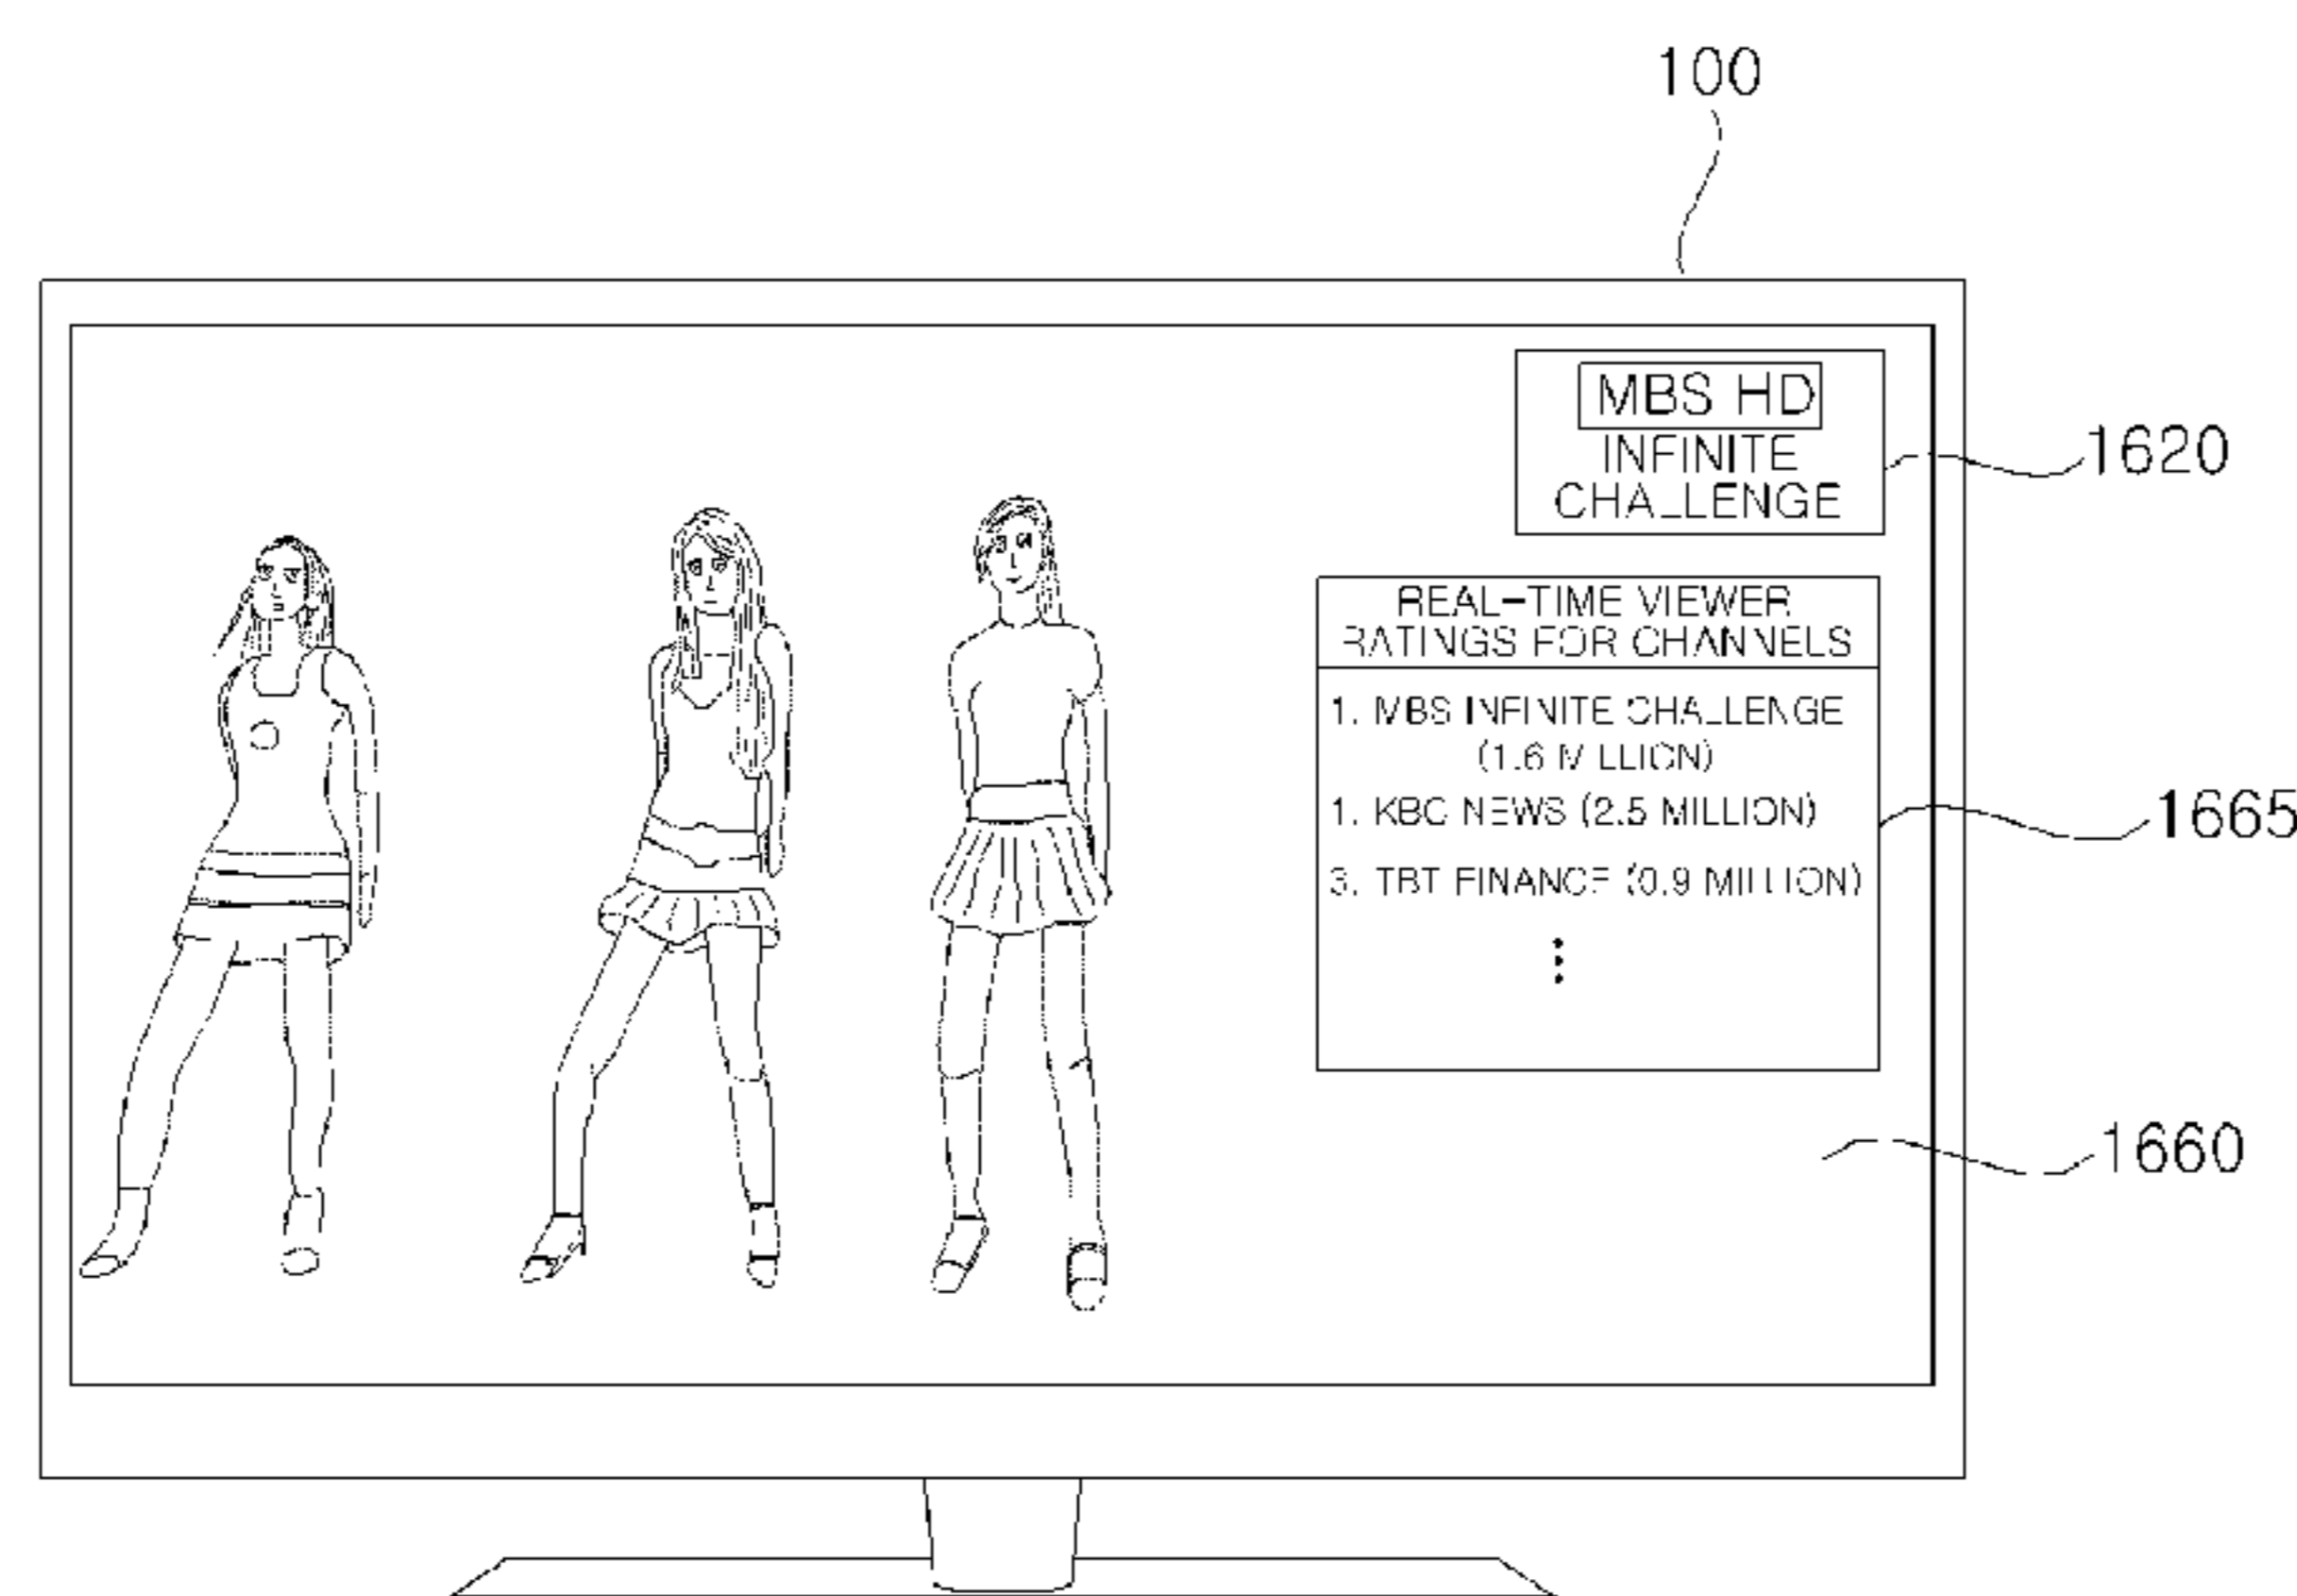 100
MBS HD
INFINITE
CHALLENGE
1620
REAL-TIME VIEWER
RATINGS FOR CHANNELS
1. MBS INFINITE CHALLENGE
(1.6 MILLION)
1. KBC NEWS (2.5 MILLION)
1665
3. TBT FINANCE (0.9 MILLION)
1660